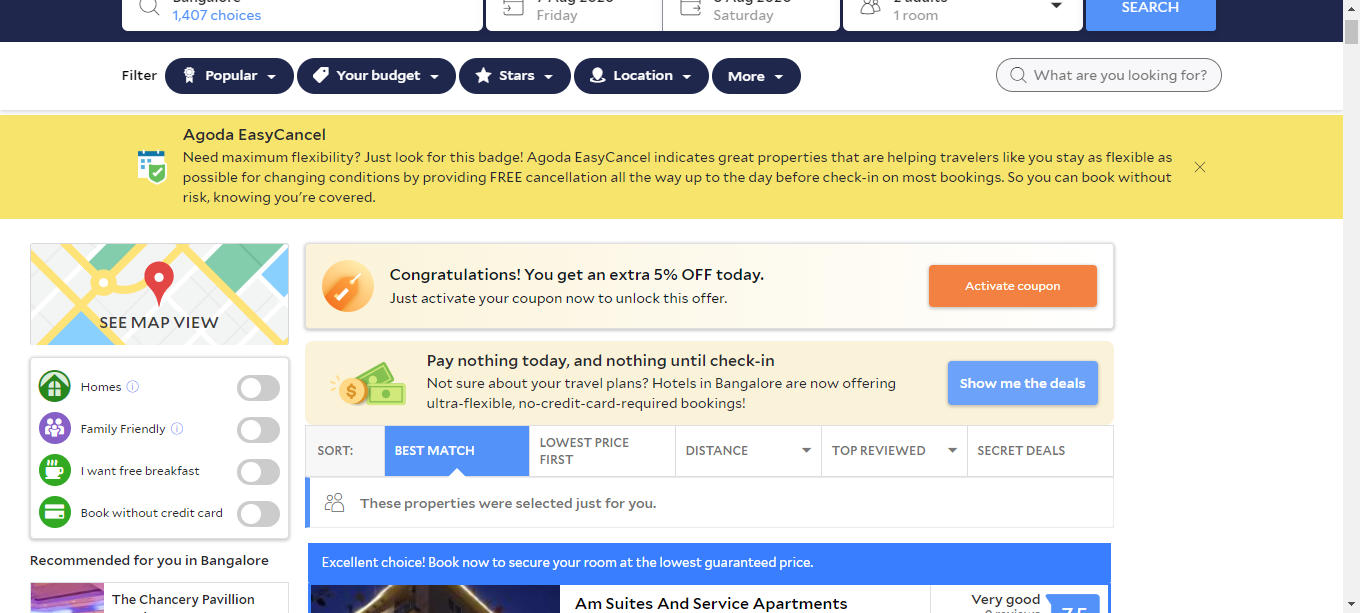 Bangalore
1,407 choices
Friday
Saturday
2 adults
1 room
SEARCH
Filter
Popular
Your budget
Stars
Location
More
What are you looking for?
Agoda EasyCancel
Need maximum flexibility? Just look for this badge! Agoda EasyCancel indicates great properties that are helping travelers like you stay as flexible as
possible for changing conditions by providing FREE cancellation all the way up to the day before check-in on most bookings. So you can book without
risk, knowing you're covered.
SEE MAP VIEW
Congratulations! You get an extra 5% OFF today.
Just activate your coupon now to unlock this offer.
Activate coupon
Homes
Family Friendly
I want free breakfast
Book without credit card
Pay nothing today, and nothing until check-in
Not sure about your travel plans? Hotels in Bangalore are now offering
ultra-flexible, no-credit-card-required bookings!
Show me the deals
SORT:
BEST MATCH
LOWEST PRICE
FIRST
DISTANCE
TOP REVIEWED
SECRET DEALS
These properties were selected just for you.
Recommended for you in Bangalore
The Chancery Pavillion
Excellent choice! Book now to secure your room at the lowest guaranteed price.
Am Suites And Service Apartments
Very good
7.5